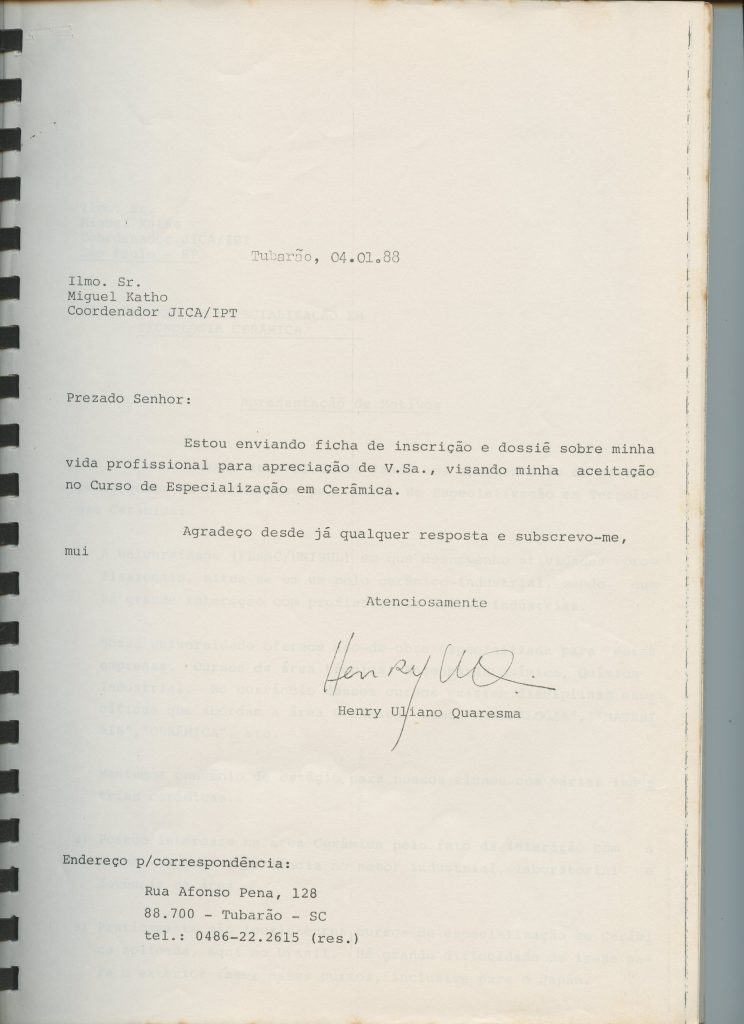 Tubarão, 04.01.88
Ilmo. Sr.
Miguel Katho
Coordenador JICA/IPT
Prezado Senhor:
Estou enviando ficha de inscrição e dossiê sobre minha
vida profissional para apreciação de V.Sa., visando minha aceitação
no Curso de Especialização em Cerâmica.
Agradeço desde já qualquer resposta e subscrevo-me,
mui
Atenciosamente
Henry Uliano Quaresma
Endereço p/correspondência:
Rua Afonso Pena, 128
88.700 - Tubarão - SC
tel.: 0486-22.2615 (res.)